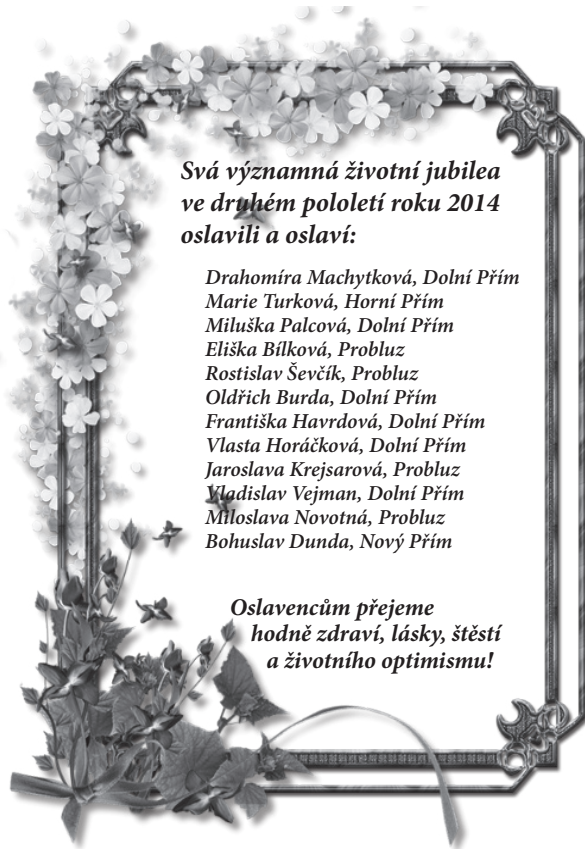 Svá významná životní jubilea
ve druhém pololetí roku 2014
oslavili a oslaví:
Drahomíra Machytková, Dolní Přím
Marie Turková, Horní Přím
Miluška Palcová, Dolní Přím
Eliška Bílková, Probluz
Rostislav Ševčík, Probluz
Oldřich Burda, Dolní Přím
Františka Havrdová, Dolní Přím
Vlasta Horáčková, Dolní Přím
Jaroslava Krejsarová, Probluz
Vladislav Vejman, Dolní Přím
Miloslava Novotná, Probluz
Bohuslav Dunda, Nový Přím
Oslavencům přejeme
hodně zdraví, lásky, štěstí
a životního optimismu!